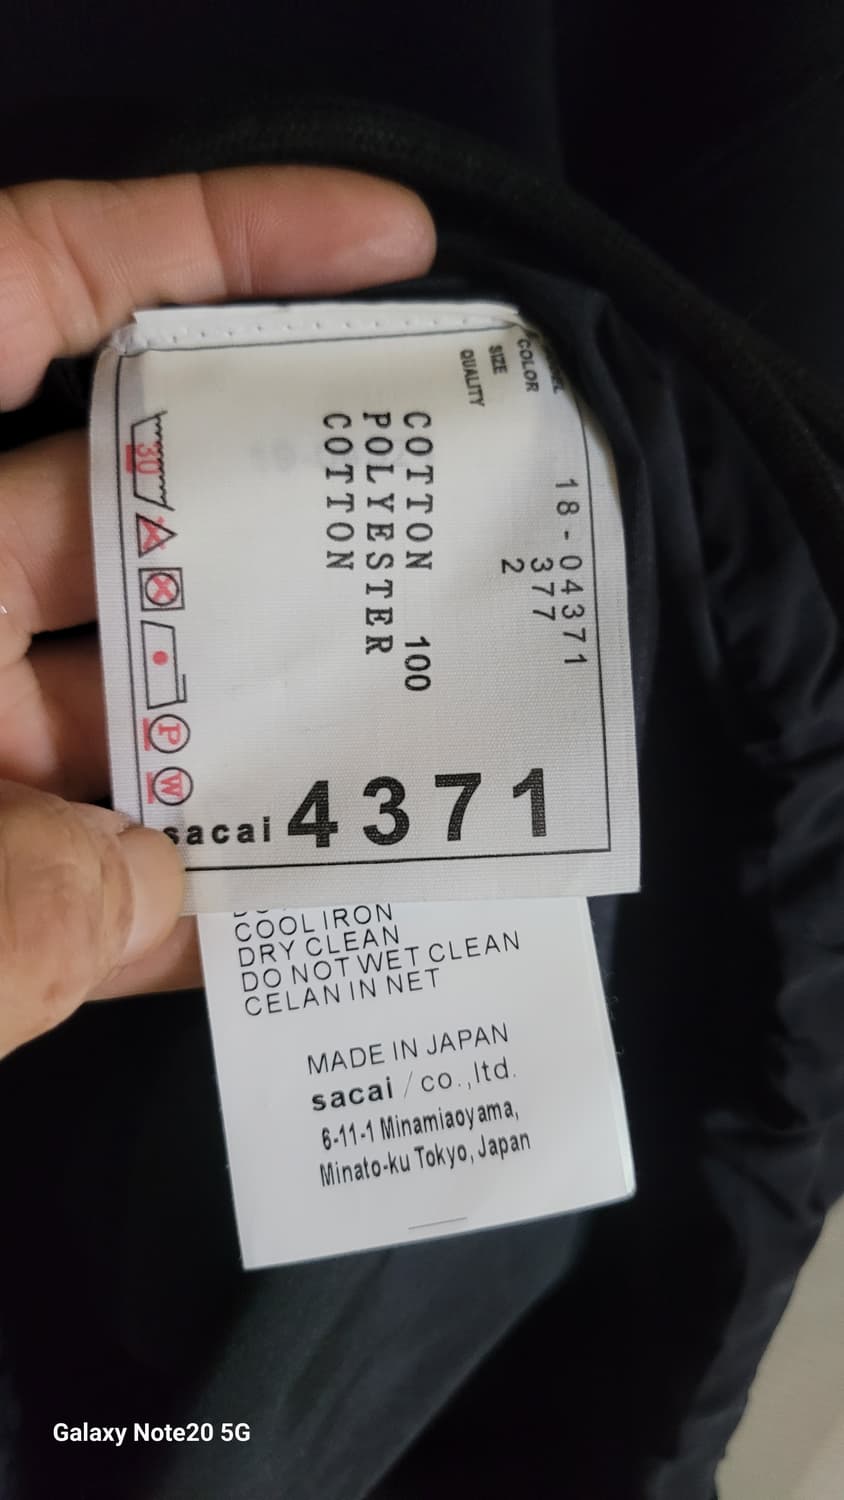 18-04371
COLOR 377
SIZE 2
QUALITY
COTTON 100
POLYESTER
COTTON
30
P
W
sacai 4371
COOL IRON
DRY CLEAN
DO NOT WET CLEAN
CELAN IN NET
MADE IN JAPAN
sacai / co.,ltd.
6-11-1 Minamiaoyama,
Minato-ku Tokyo, Japan
Galaxy Note20 5G